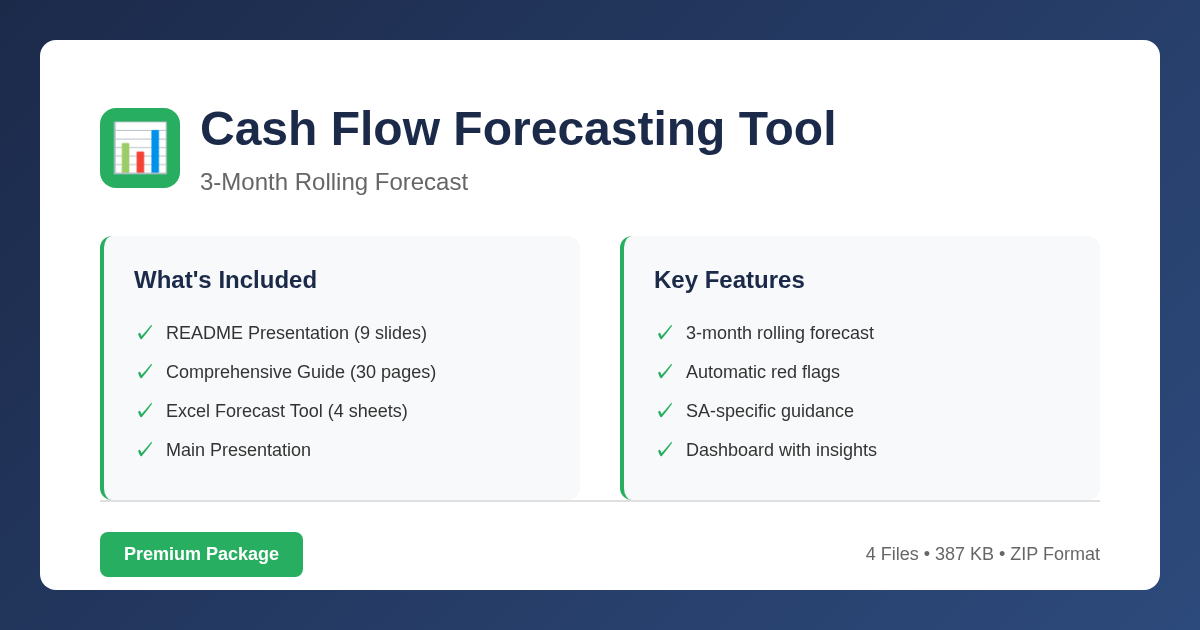 Cash Flow Forecasting Tool
3-Month Rolling Forecast
What's Included
✓ README Presentation (9 slides)
✓ Comprehensive Guide (30 pages)
✓ Excel Forecast Tool (4 sheets)
✓ Main Presentation
Key Features
✓ 3-month rolling forecast
✓ Automatic red flags
✓ SA-specific guidance
✓ Dashboard with insights
Premium Package
4 Files • 387 KB • ZIP Format